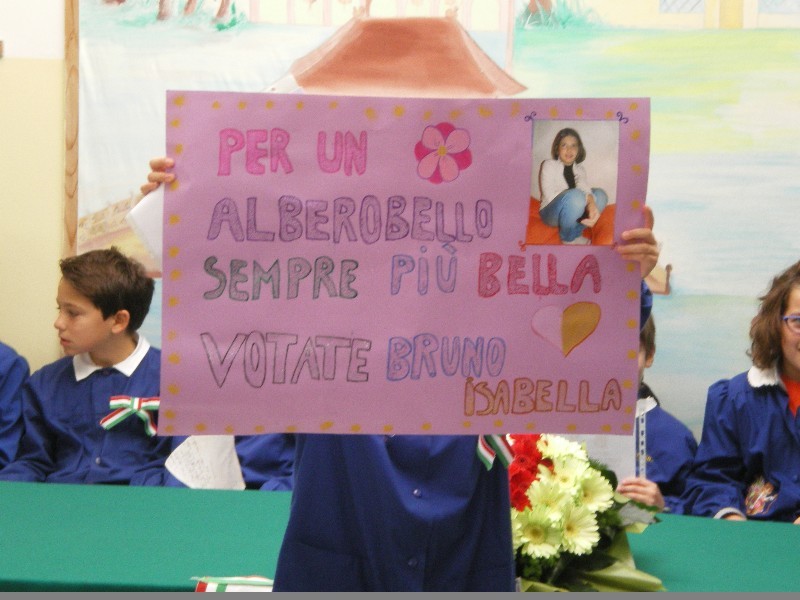 PER UN
ALBEROBELLO
SEMPRE PIÙ BELLA
VOTATE BRUNO
ISABELLA